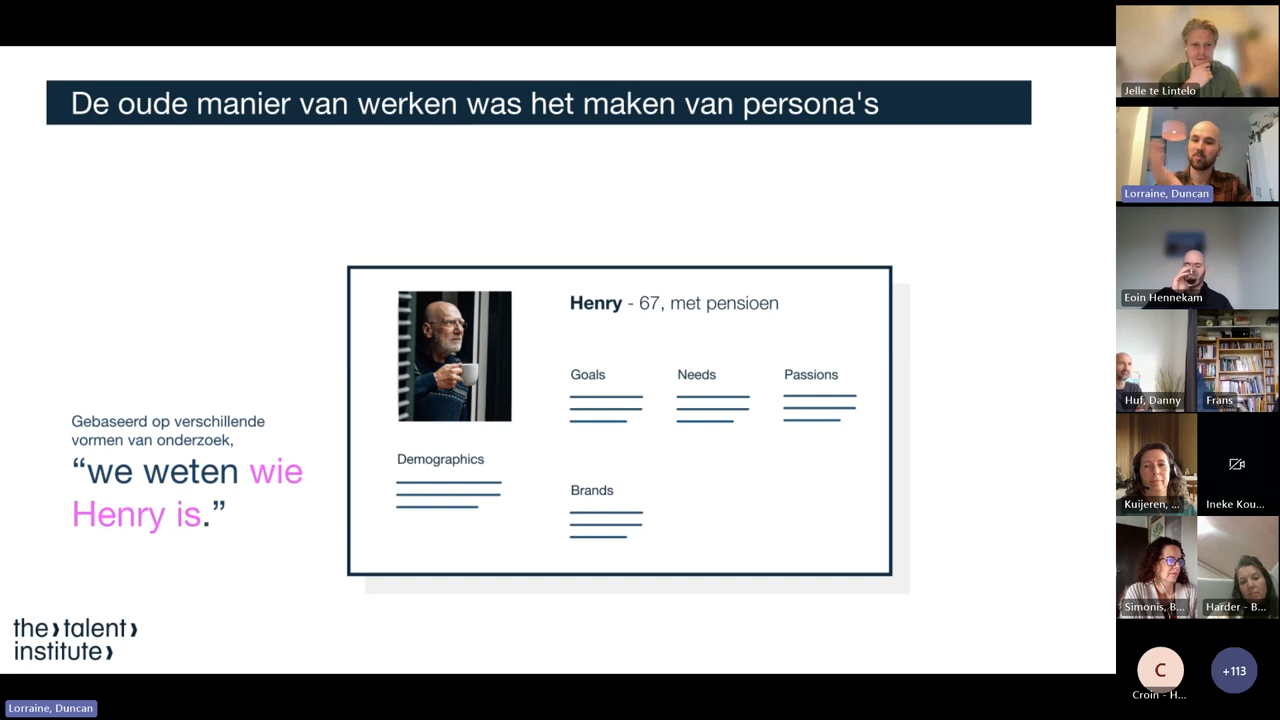 De oude manier van werken was het maken van persona's
Henry - 67, met pensioen
Goals
Needs
Passions
Demographics
Brands
Gebaseerd op verschillende
vormen van onderzoek,
“we weten wie
Henry is.”
the talent
institute
Lorraine, Duncan
Jelle te Lintelo
Lorraine, Duncan
Eoin Hennekam
Huf, Danny
Frans
Kuijeren, ...
Ineke Kou...
Simonis, B...
Harder - B...
C
Croin - H...
+113